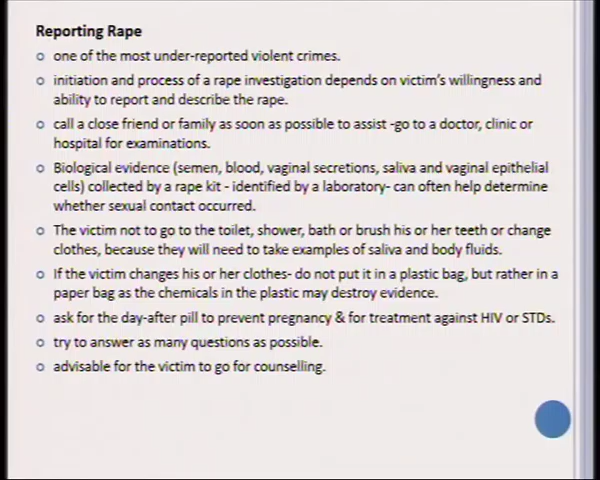 Reporting Rape
one of the most under-reported violent crimes.
initiation and process of a rape investigation depends on victim's willingness and
ability to report and describe the rape.
call a close friend or family as soon as possible to assist -go to a doctor, clinic or
hospital for examinations.
Biological evidence (semen, blood, vaginal secretions, saliva and vaginal epithelial
cells) collected by a rape kit - identified by a laboratory- can often help determine
whether sexual contact occurred.
The victim not to go to the toilet, shower, bath or brush his or her teeth or change
clothes, because they will need to take examples of saliva and body fluids.
If the victim changes his or her clothes- do not put it in a plastic bag, but rather in a
paper bag as the chemicals in the plastic may destroy evidence.
ask for the day-after pill to prevent pregnancy & for treatment against HIV or STDs.
try to answer as many questions as possible.
advisable for the victim to go for counselling.